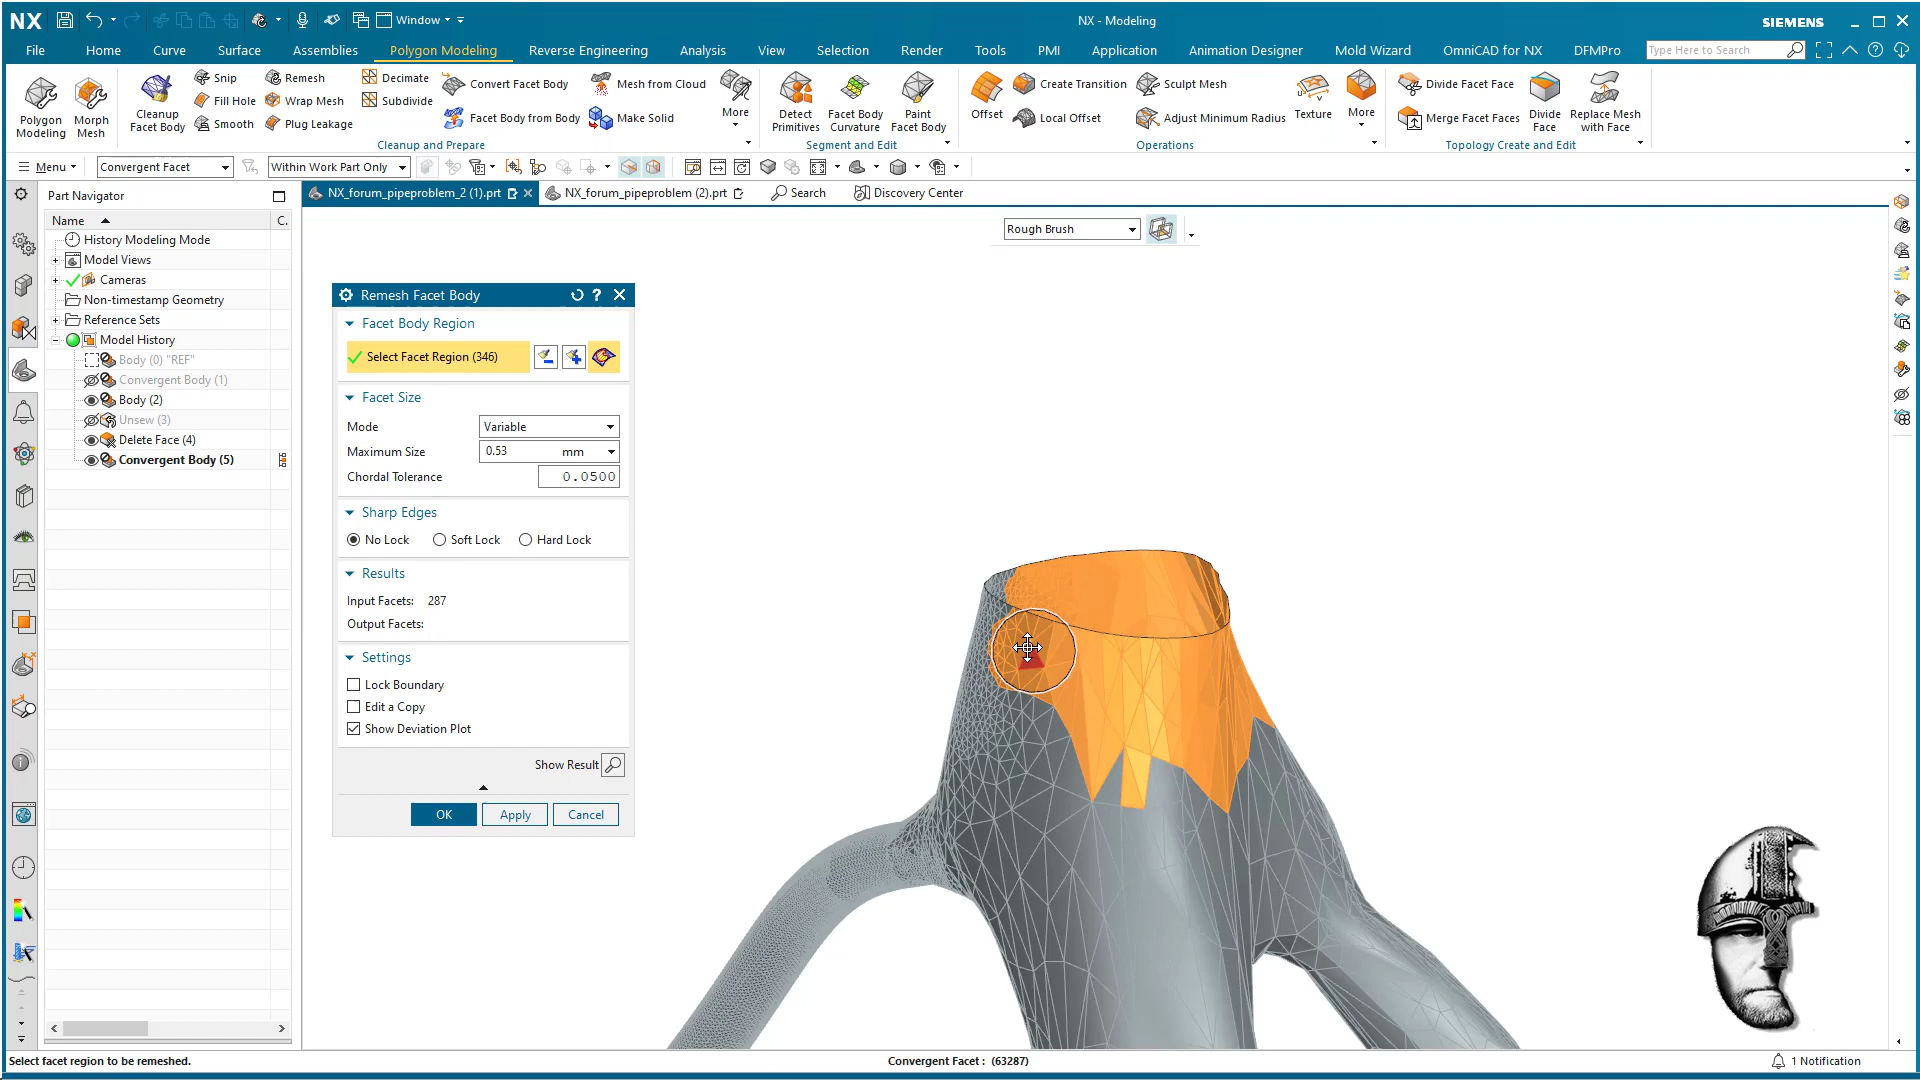 NX
Window
NX - Modeling
SIEMENS
File Home Curve Surface Assemblies Polygon Modeling Reverse Engineering Analysis View Selection Render Tools PMI Application Animation Designer Mold Wizard OmniCAD for NX DFMPro Type Here to Search
Polygon Modeling
Morph Mesh
Cleanup Facet Body
Snip
Fill Hole
Smooth
Remesh
Wrap Mesh
Plug Leakage
Decimate
Subdivide
Convert Facet Body
Facet Body from Body
Mesh from Cloud
Make Solid
More
Cleanup and Prepare
Detect Primitives
Facet Body Curvature
Paint Facet Body
Segment and Edit
Offset
Create Transition
Local Offset
Sculpt Mesh
Adjust Minimum Radius
Texture
More
Operations
Divide Facet Face
Merge Facet Faces
Divide Face
Replace Mesh with Face
Topology Create and Edit
Menu
Convergent Facet
Within Work Part Only
Part Navigator
NX_forum_pipeproblem_2 (1).prt
NX_forum_pipeproblem (2).prt
Search
Discovery Center
Name
C.
History Modeling Mode
Model Views
Cameras
Non-timestamp Geometry
Reference Sets
Model History
Body (0) "REF"
Convergent Body (1)
Body (2)
Unsew (3)
Delete Face (4)
Convergent Body (5)
Rough Brush
Remesh Facet Body
Facet Body Region
Select Facet Region (346)
Facet Size
Mode Variable
Maximum Size 0.53 mm
Chordal Tolerance 0.0500
Sharp Edges
No Lock Soft Lock Hard Lock
Results
Input Facets: 287
Output Facets:
Settings
Lock Boundary
Edit a Copy
Show Deviation Plot
Show Result
OK Apply Cancel
Select facet region to be remeshed.
Convergent Facet : (63287)
1 Notification